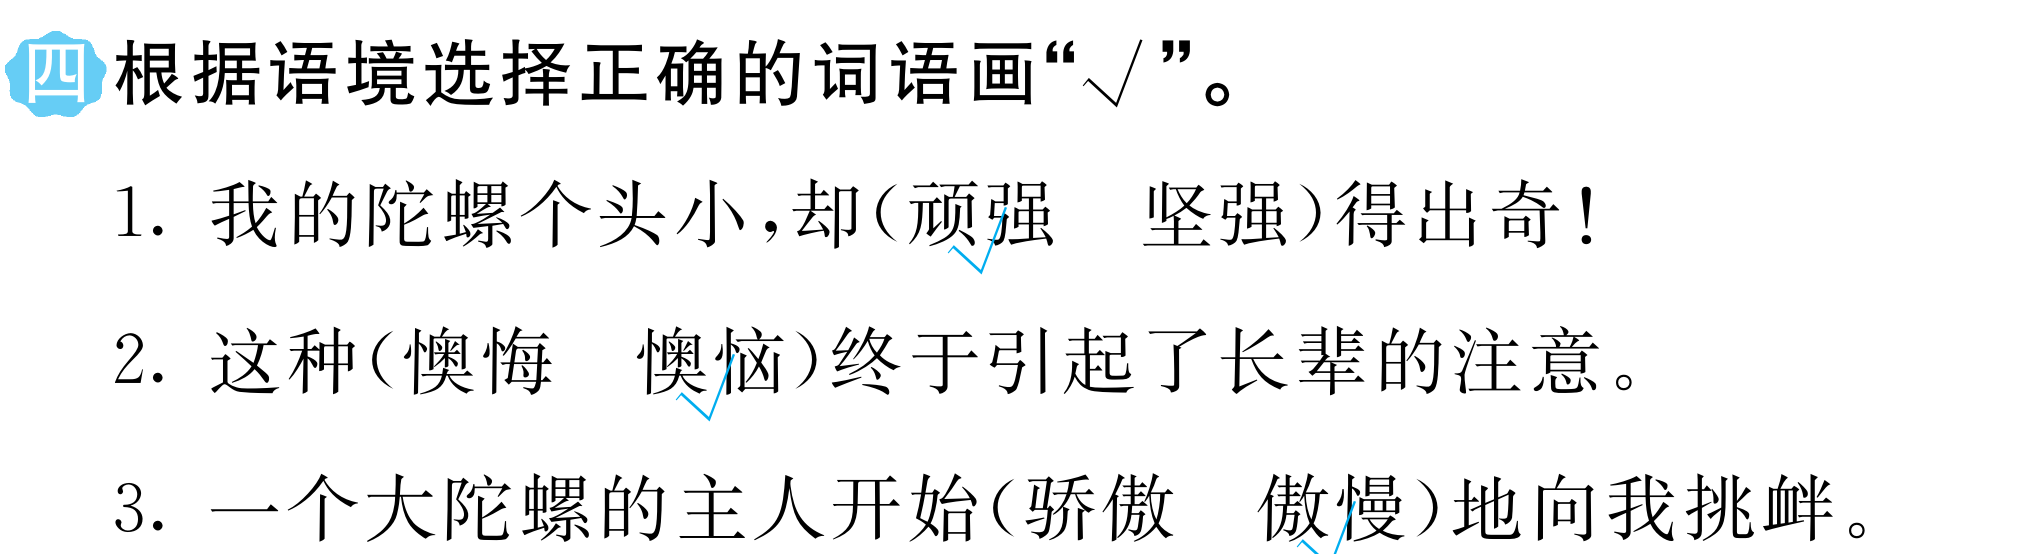 四 根据语境选择正确的词语画“√”。
1. 我的陀螺个头小,却(顽强 坚强)得出奇!
√
2. 这种(懊悔 懊恼)终于引起了长辈的注意。
√
3. 一个大陀螺的主人开始(骄傲 傲慢)地向我挑衅。
√